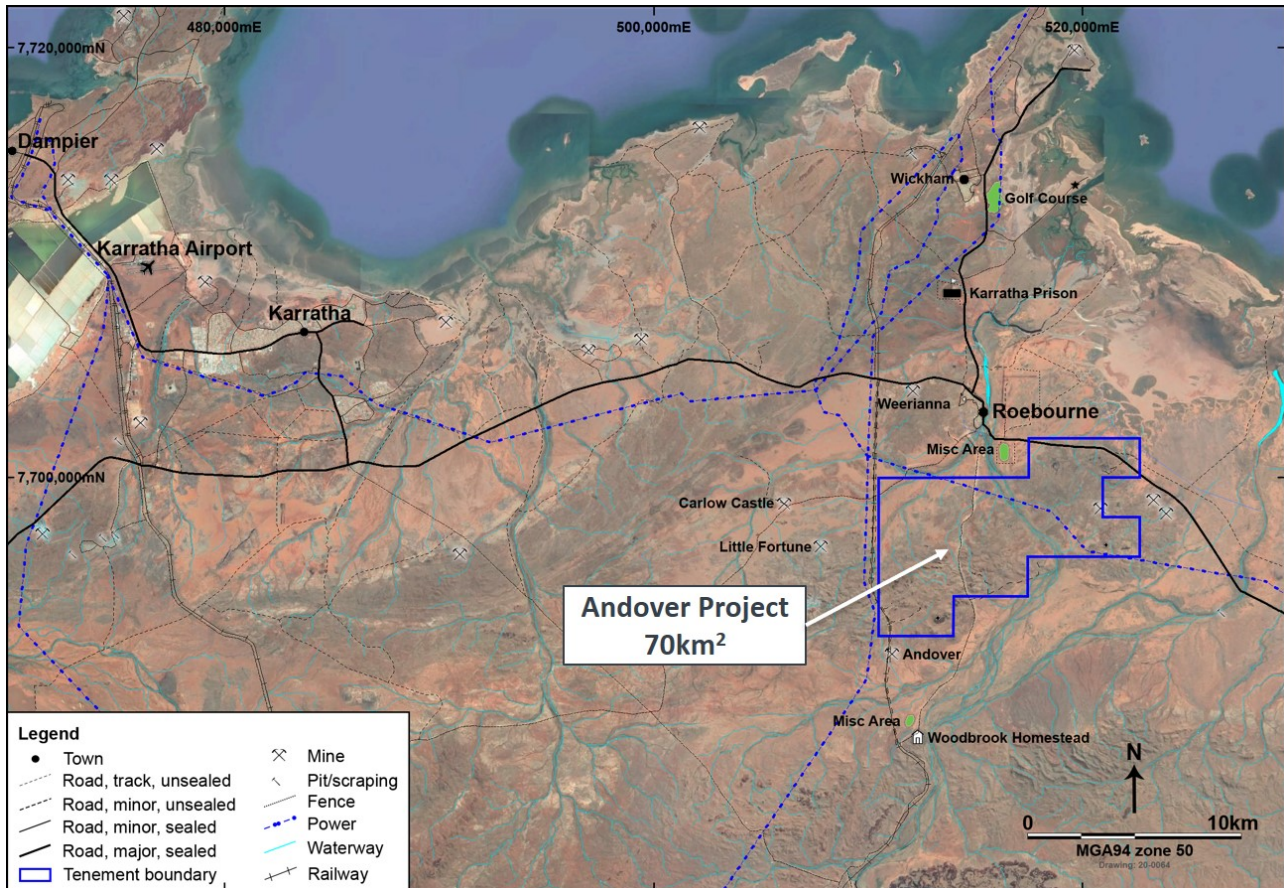 480,000mE
500,000mE
520,000mE
7,720,000mN
Dampier
Wickham
Golf Course
Karratha Airport
Karratha Prison
Karratha
Weerianna
Roebourne
Misc Area
7,700,000mN
Carlow Castle
Little Fortune
Andover Project
70km²
Andover
Misc Area
Woodbrook Homestead
Legend
Town
Road, track, unsealed
Road, minor, unsealed
Road, minor, sealed
Road, major, sealed
Tenement boundary
Mine
Pit/scraping
Fence
Power
Waterway
Railway
N
0 10km
MGA94 zone 50
Drawing: 20-0064